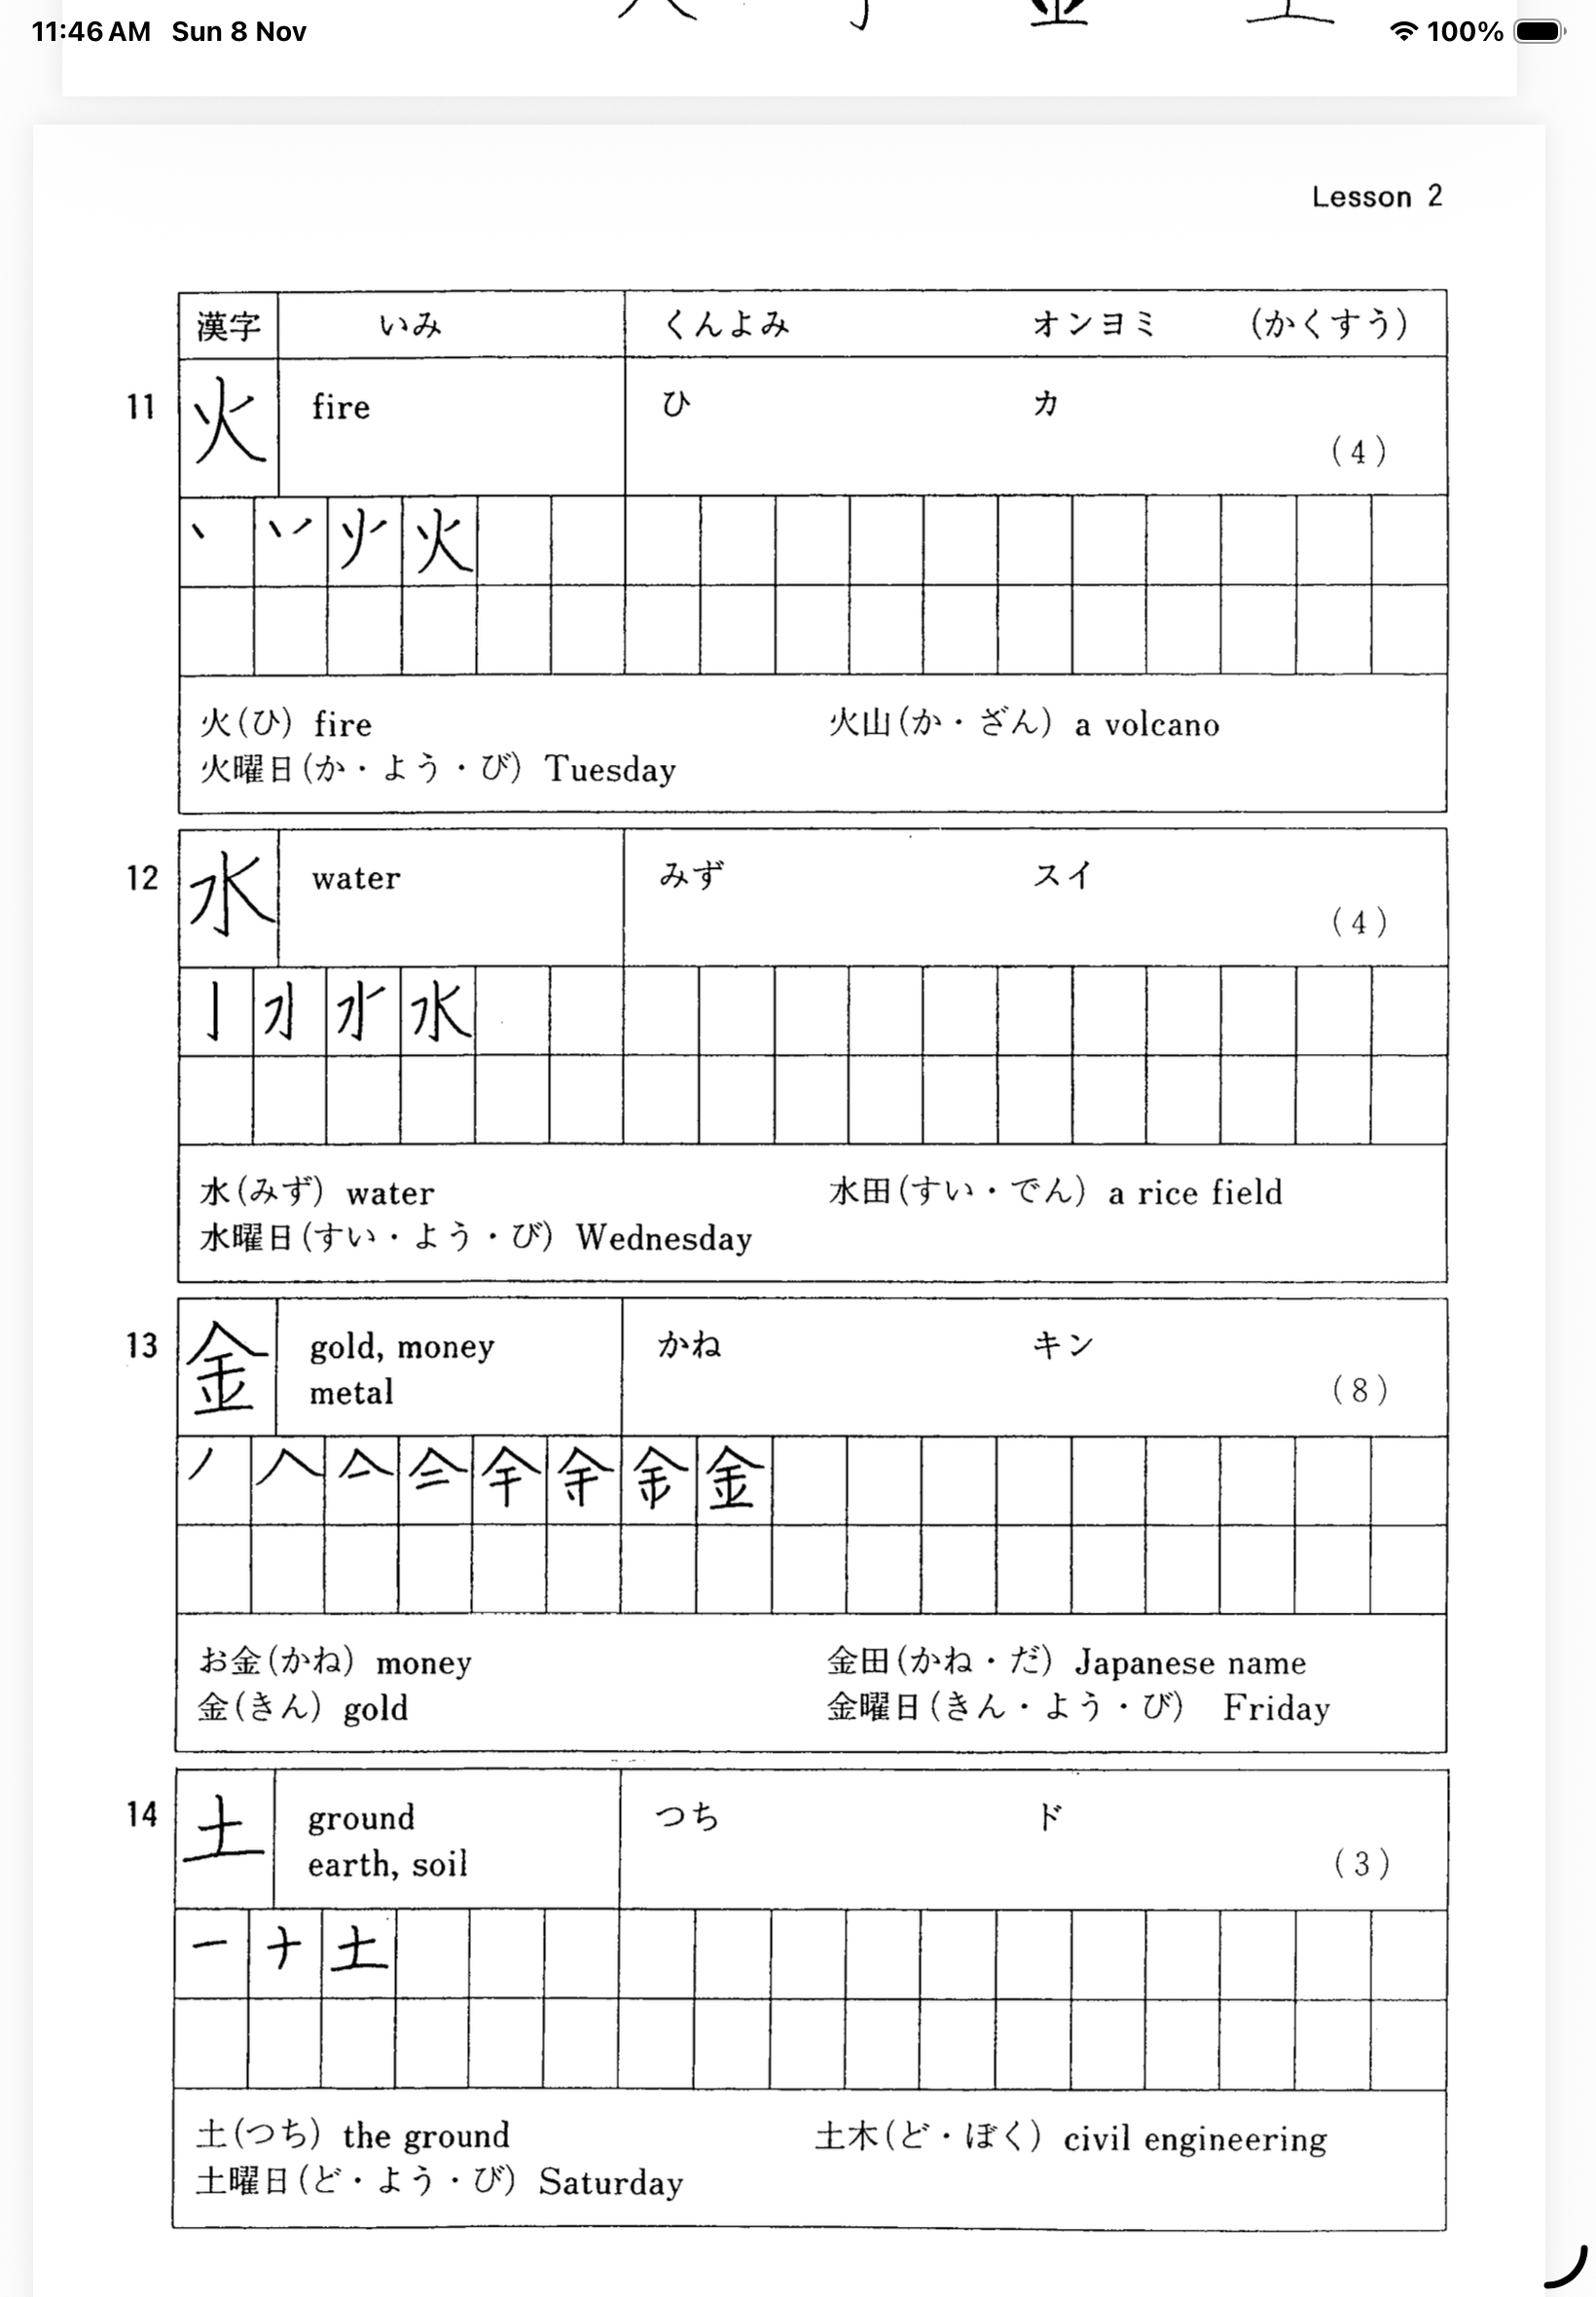 11:46 AM Sun 8 Nov 100%
Lesson 2
漢字 いみ くんよみ オンヨミ (かくすう)
11 火 fire ひ カ
(4)
火
火(ひ) fire 火山(か・ざん) a volcano
火曜日(か・よう・び) Tuesday
12 水 water みず スイ
(4)
水
水(みず) water 水田(すい・でん) a rice field
水曜日(すい・よう・び) Wednesday
13 金 gold, money かね キン
metal (8)
金
お金(かね) money 金田(かね・だ) Japanese name
金(きん) gold 金曜日(きん・よう・び) Friday
14 土 ground つち ド
earth, soil (3)
土
土(つち) the ground 土木(ど・ぼく) civil engineering
土曜日(ど・よう・び) Saturday